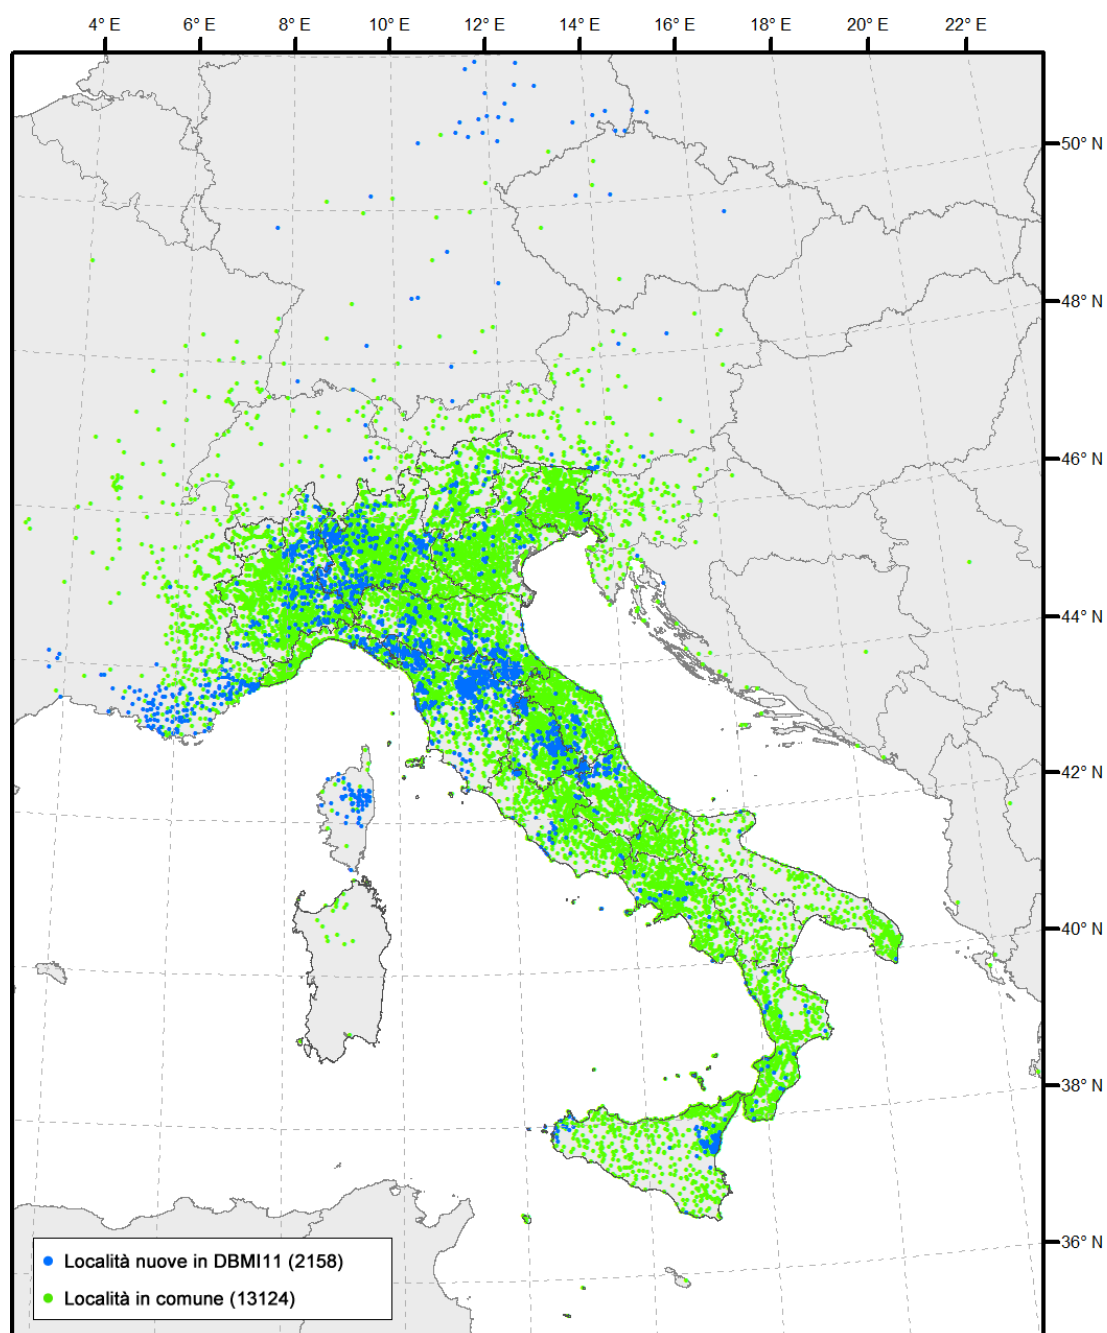 4° E 6° E 8° E 10° E 12° E 14° E 16° E 18° E 20° E 22° E
50° N
48° N
46° N
44° N
42° N
40° N
38° N
36° N
Località nuove in DBMI11 (2158)
Località in comune (13124)